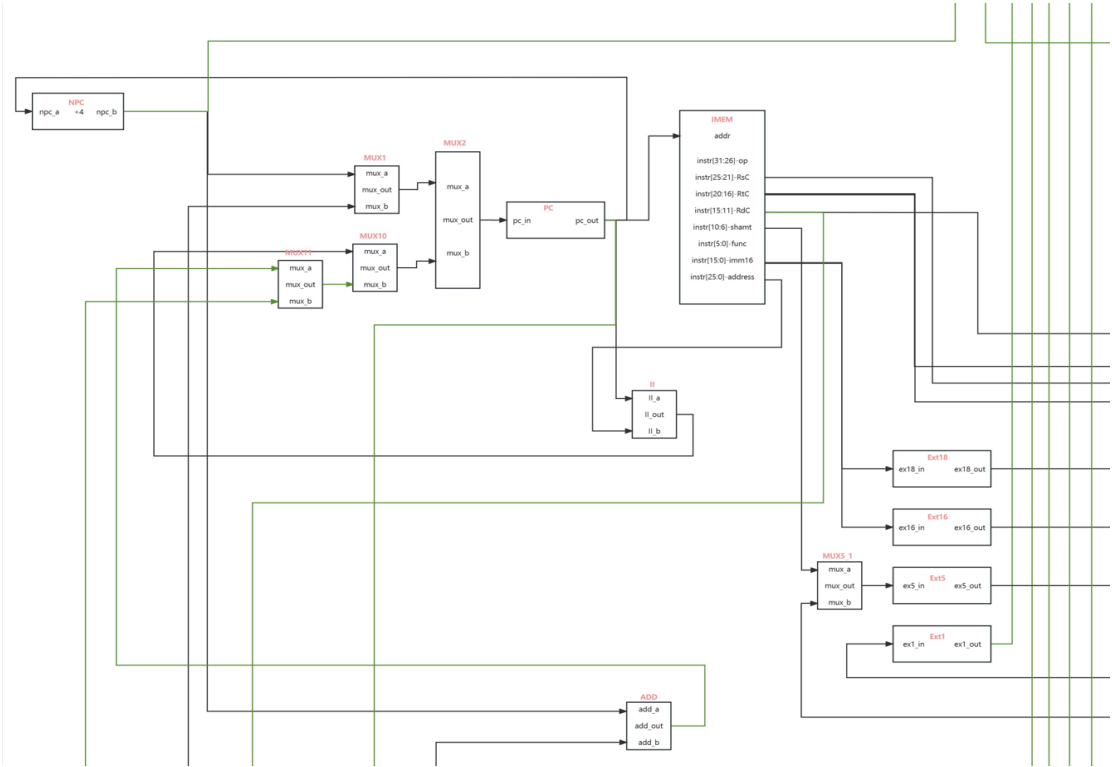 NPC
npc_a +4 npc_b
MUX1
mux_a
mux_out
mux_b
MUX2
mux_a
mux_out
mux_b
MUX10
mux_a
mux_out
mux_b
MUX11
mux_a
mux_out
mux_b
PC
pc_in pc_out
IMEM
addr
instr[31:26]-op
instr[25:21]-RsC
instr[20:16]-RtC
instr[15:11]-RdC
instr[10:6]-shamt
instr[5:0]-func
instr[15:0]-imm16
instr[25:0]-address
II
II_a
II_out
II_b
Ext18
ex18_in ex18_out
Ext16
ex16_in ex16_out
MUX5_1
mux_a
mux_out
mux_b
Ext5
ex5_in ex5_out
Ext1
ex1_in ex1_out
ADD
add_a
add_out
add_b